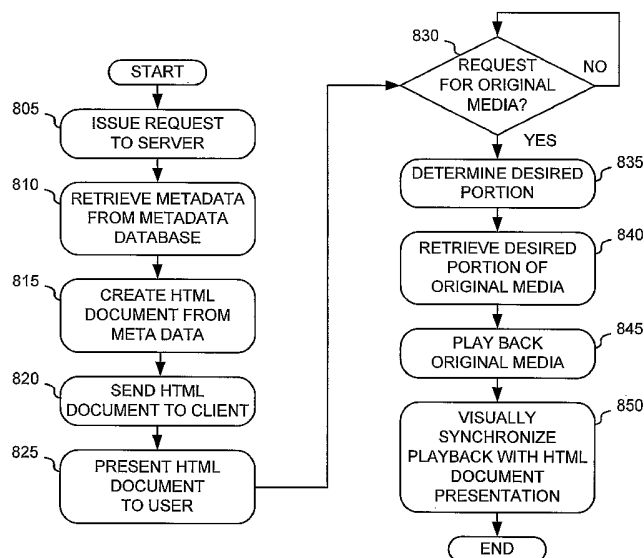 START
805
ISSUE REQUEST
TO SERVER
810
RETRIEVE METADATA
FROM METADATA
DATABASE
815
CREATE HTML
DOCUMENT FROM
META DATA
820
SEND HTML
DOCUMENT TO CLIENT
825
PRESENT HTML
DOCUMENT
TO USER
830
REQUEST
FOR ORIGINAL
MEDIA?
NO
YES
835
DETERMINE DESIRED
PORTION
840
RETRIEVE DESIRED
PORTION OF
ORIGINAL MEDIA
845
PLAY BACK
ORIGINAL MEDIA
850
VISUALLY
SYNCHRONIZE
PLAYBACK WITH HTML
DOCUMENT
PRESENTATION
END